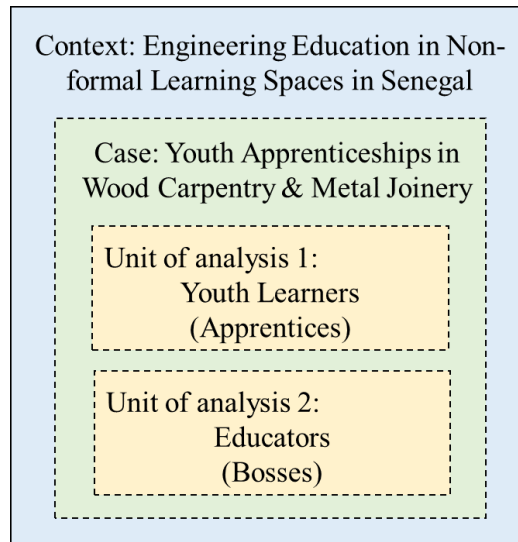 Context: Engineering Education in Non-
formal Learning Spaces in Senegal
Case: Youth Apprenticeships in
Wood Carpentry & Metal Joinery
Unit of analysis 1:
Youth Learners
(Apprentices)
Unit of analysis 2:
Educators
(Bosses)